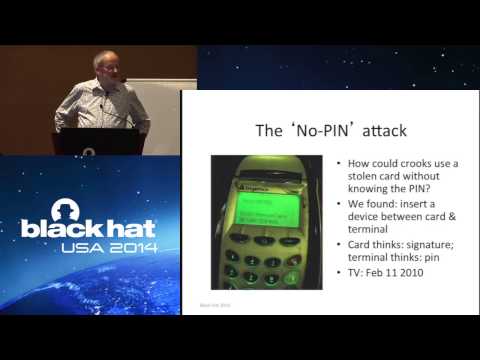 The 'No-PIN' attack
• How could crooks use a
stolen card without
knowing the PIN?
• We found: insert a
device between card &
terminal
• Card thinks: signature;
terminal thinks: pin
• TV: Feb 11 2010
black hat
USA 2014